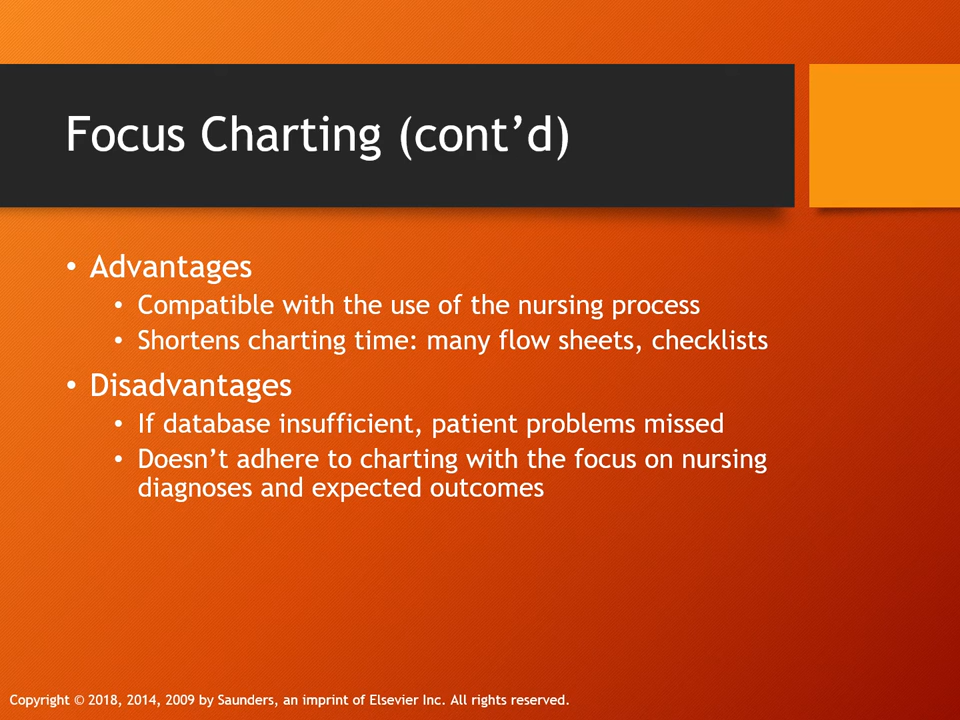 Focus Charting (cont’d)
• Advantages
• Compatible with the use of the nursing process
• Shortens charting time: many flow sheets, checklists
• Disadvantages
• If database insufficient, patient problems missed
• Doesn’t adhere to charting with the focus on nursing
diagnoses and expected outcomes
Copyright © 2018, 2014, 2009 by Saunders, an imprint of Elsevier Inc. All rights reserved.